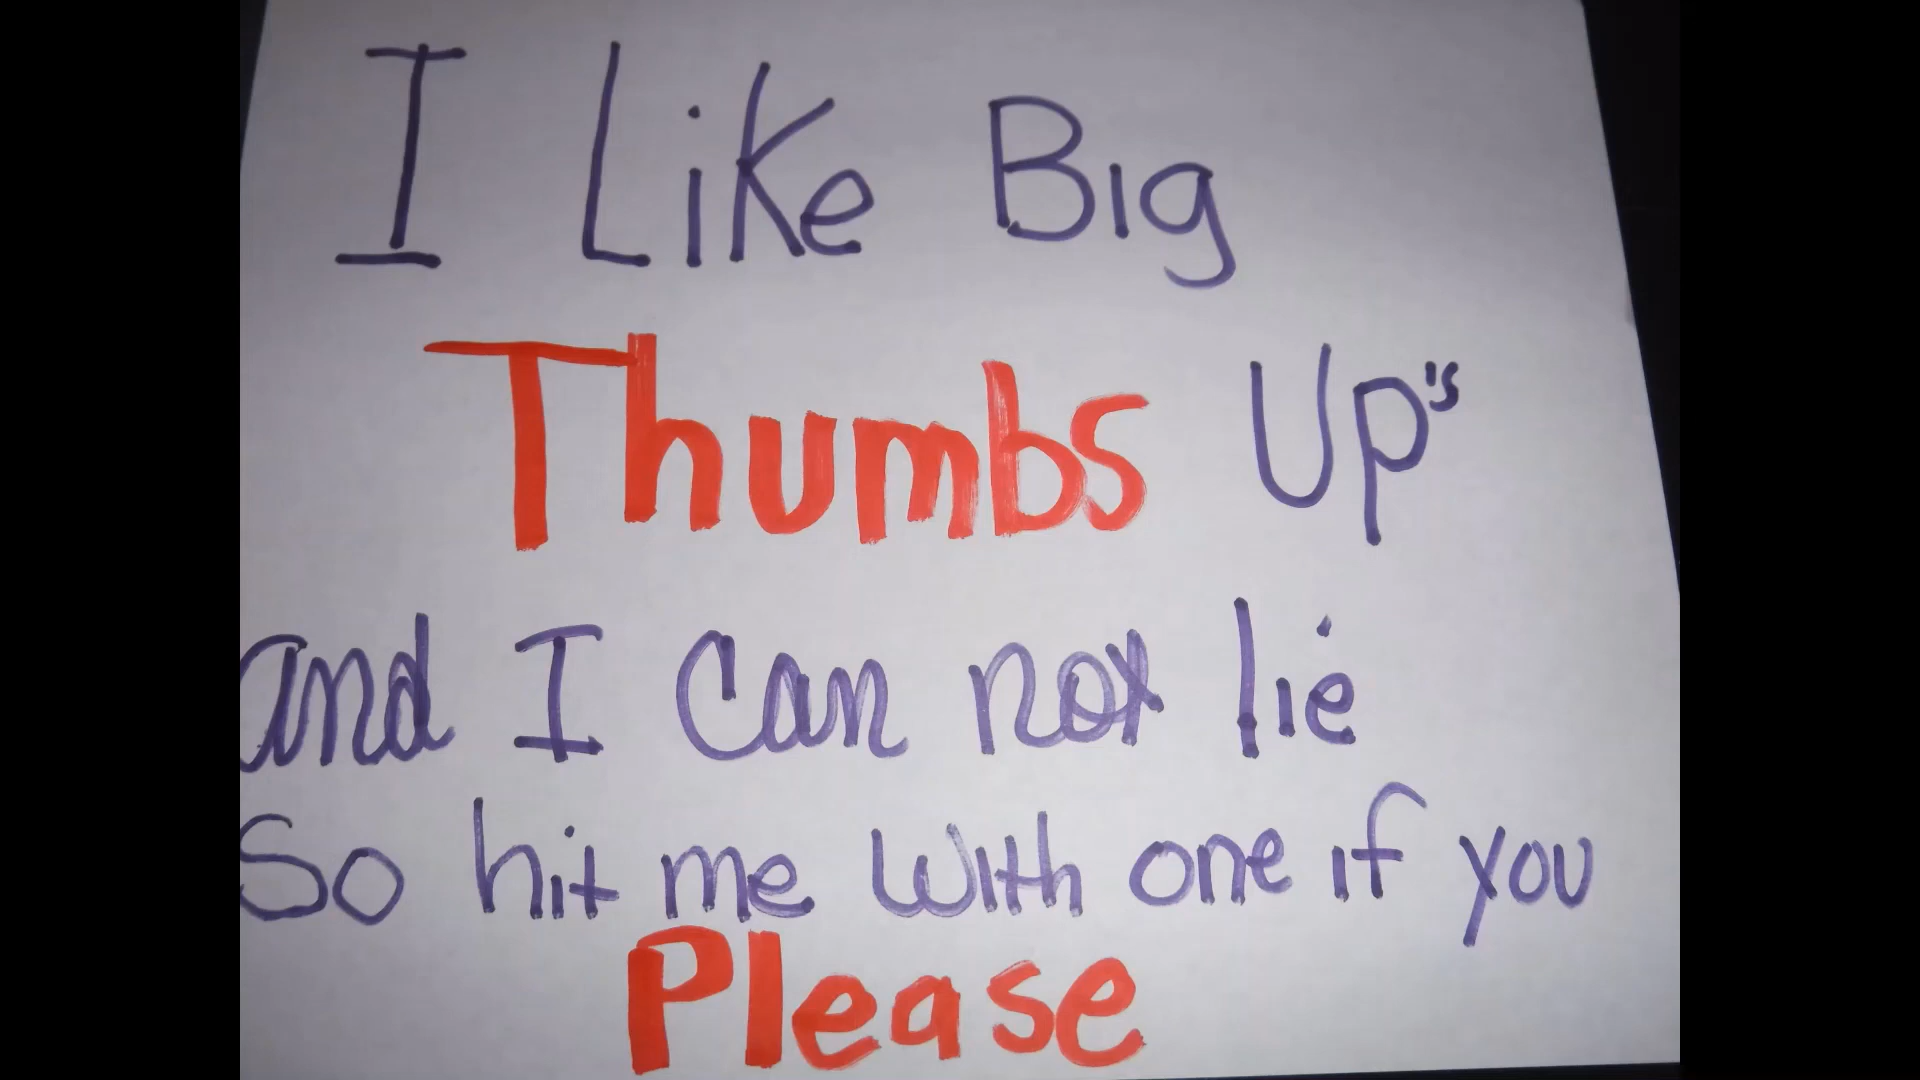 I Like Big
Thumbs Up's
and I can not lie
So hit me with one if you
Please